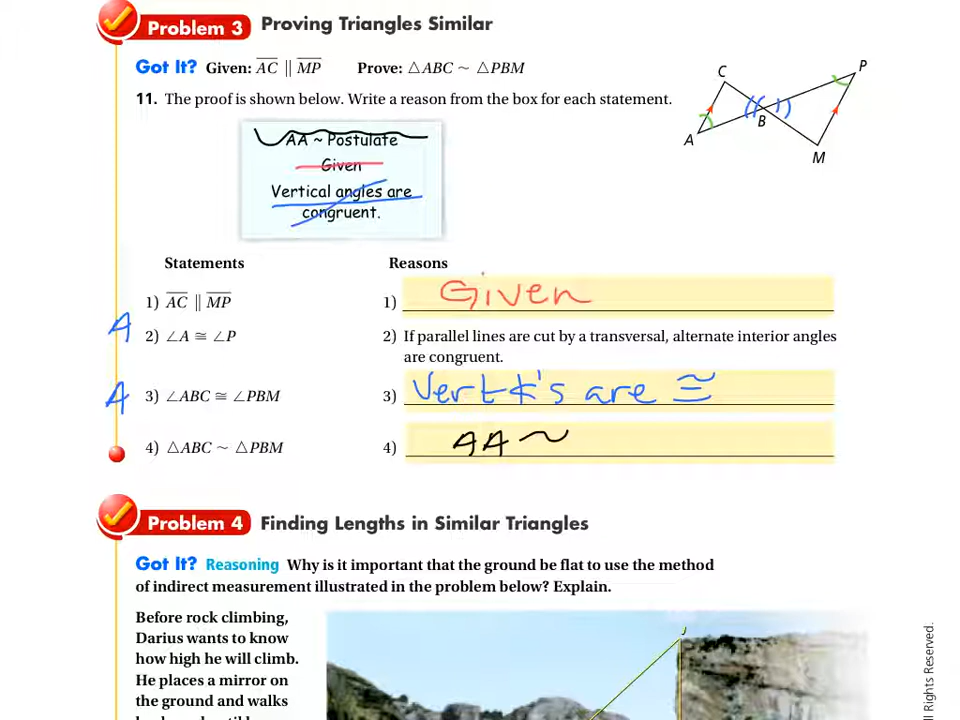 Problem 3 Proving Triangles Similar
Got It? Given: AC || MP Prove: △ABC ~ △PBM
11. The proof is shown below. Write a reason from the box for each statement.
C
P
A
B
M
AA ~ Postulate
Given
Vertical angles are
congruent.
Statements Reasons
1) AC || MP 1) Given
A 2) ∠A ≅ ∠P 2) If parallel lines are cut by a transversal, alternate interior angles
are congruent.
A 3) ∠ABC ≅ ∠PBM 3) Vert ∠'s are ≅
4) △ABC ~ △PBM 4) AA ~
Problem 4 Finding Lengths in Similar Triangles
Got It? Reasoning Why is it important that the ground be flat to use the method
of indirect measurement illustrated in the problem below? Explain.
Before rock climbing,
Darius wants to know
how high he will climb.
He places a mirror on
the ground and walks
ll Rights Reserved.